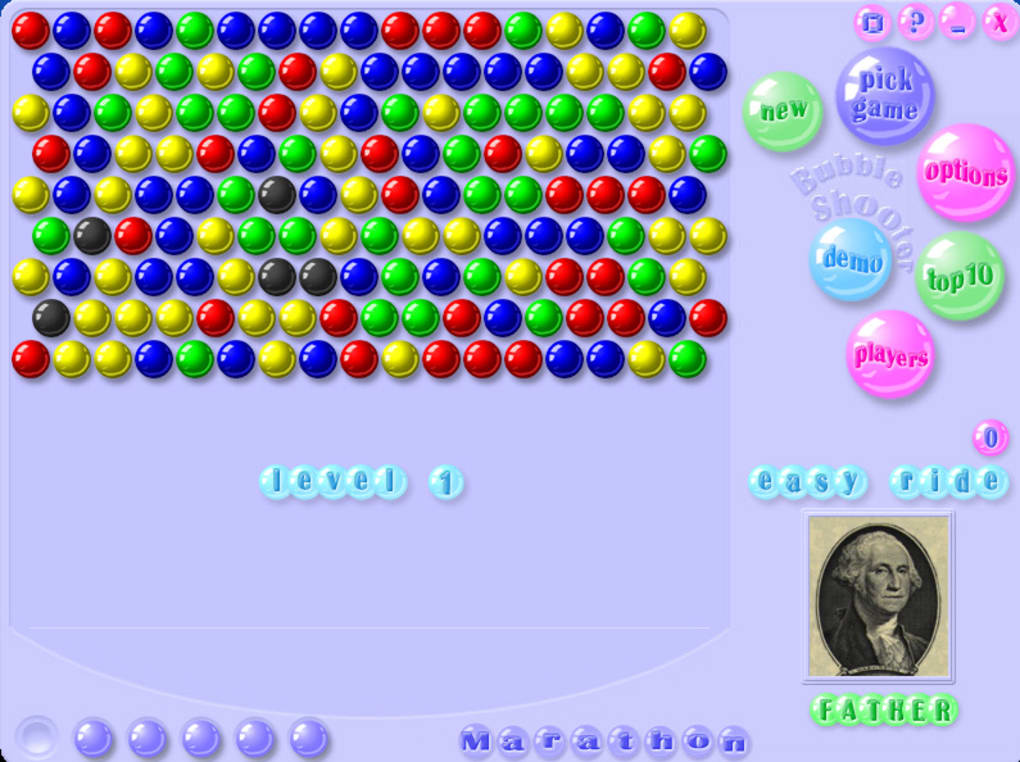 ? _ X
pick game
new
options
Bubble Shooter
demo
top10
players
0
level 1
easy ride
FATHER
Marathon